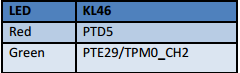 LED KL46
Red PTD5
Green PTE29/TPM0_CH2